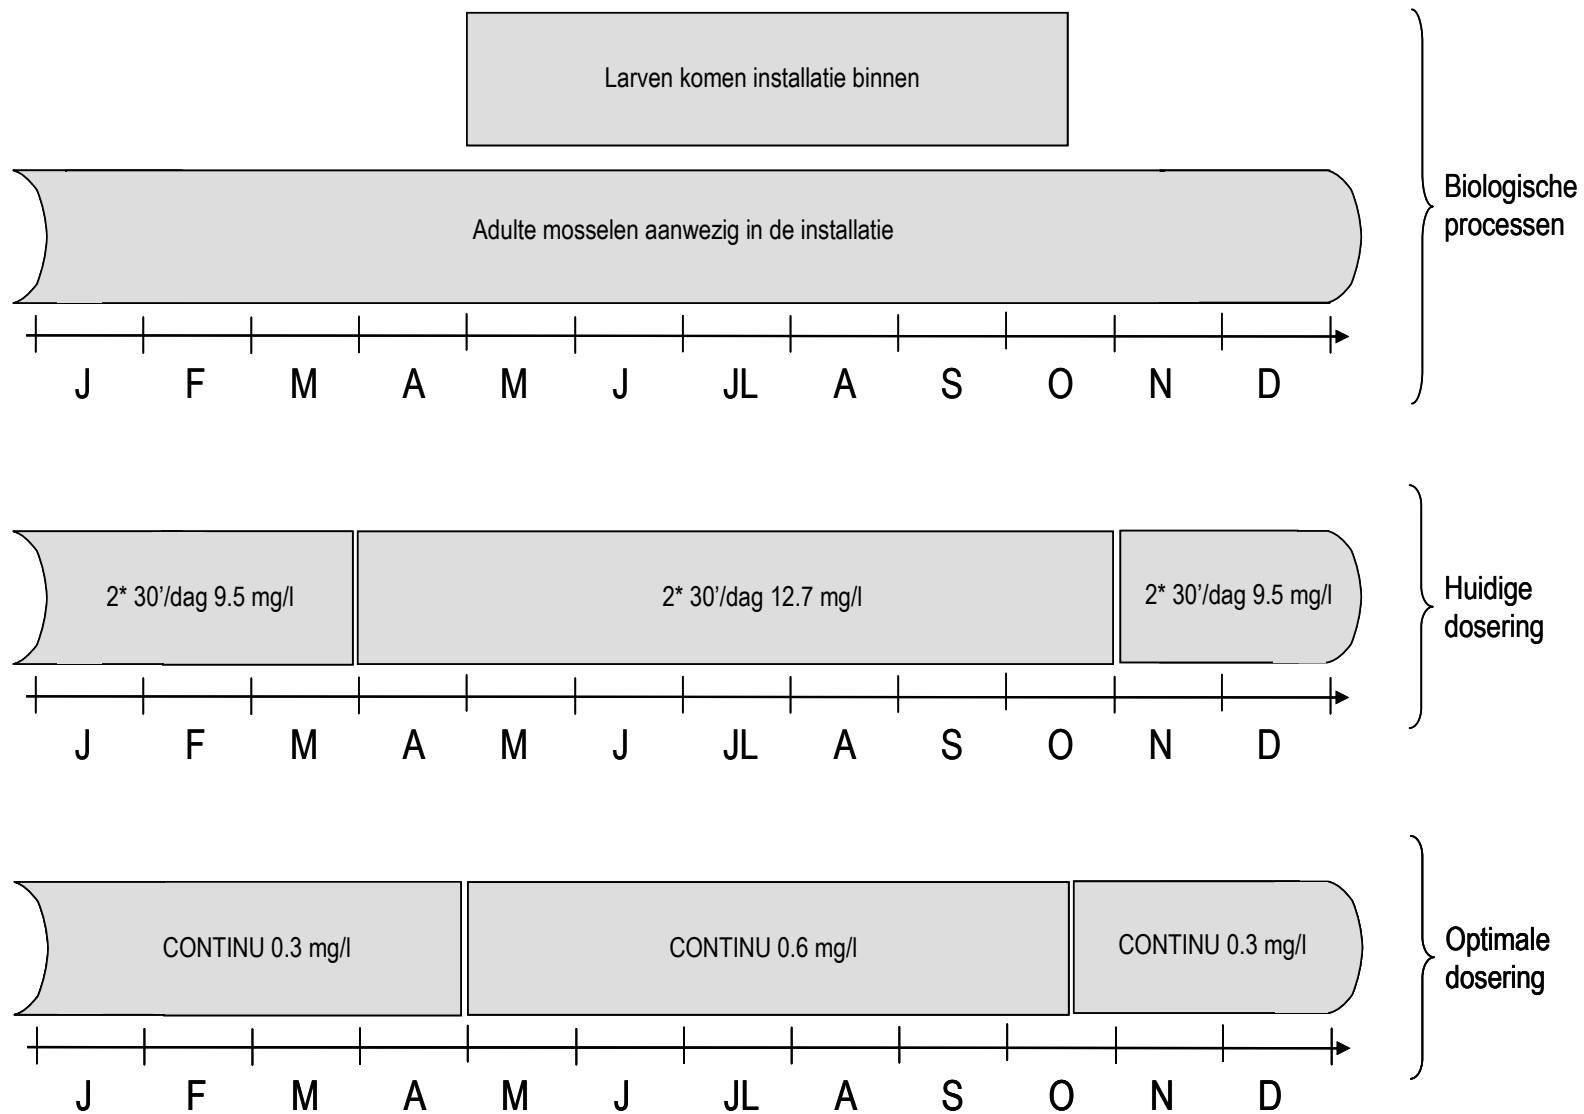 Larven komen installatie binnen
Adulte mosselen aanwezig in de installatie
Biologische
processen
J F M A M J JL A S O N D
2* 30’/dag 9.5 mg/l
2* 30’/dag 12.7 mg/l
2* 30’/dag 9.5 mg/l
Huidige
dosering
J F M A M J JL A S O N D
CONTINU 0.3 mg/l
CONTINU 0.6 mg/l
CONTINU 0.3 mg/l
Optimale
dosering
J F M A M J JL A S O N D